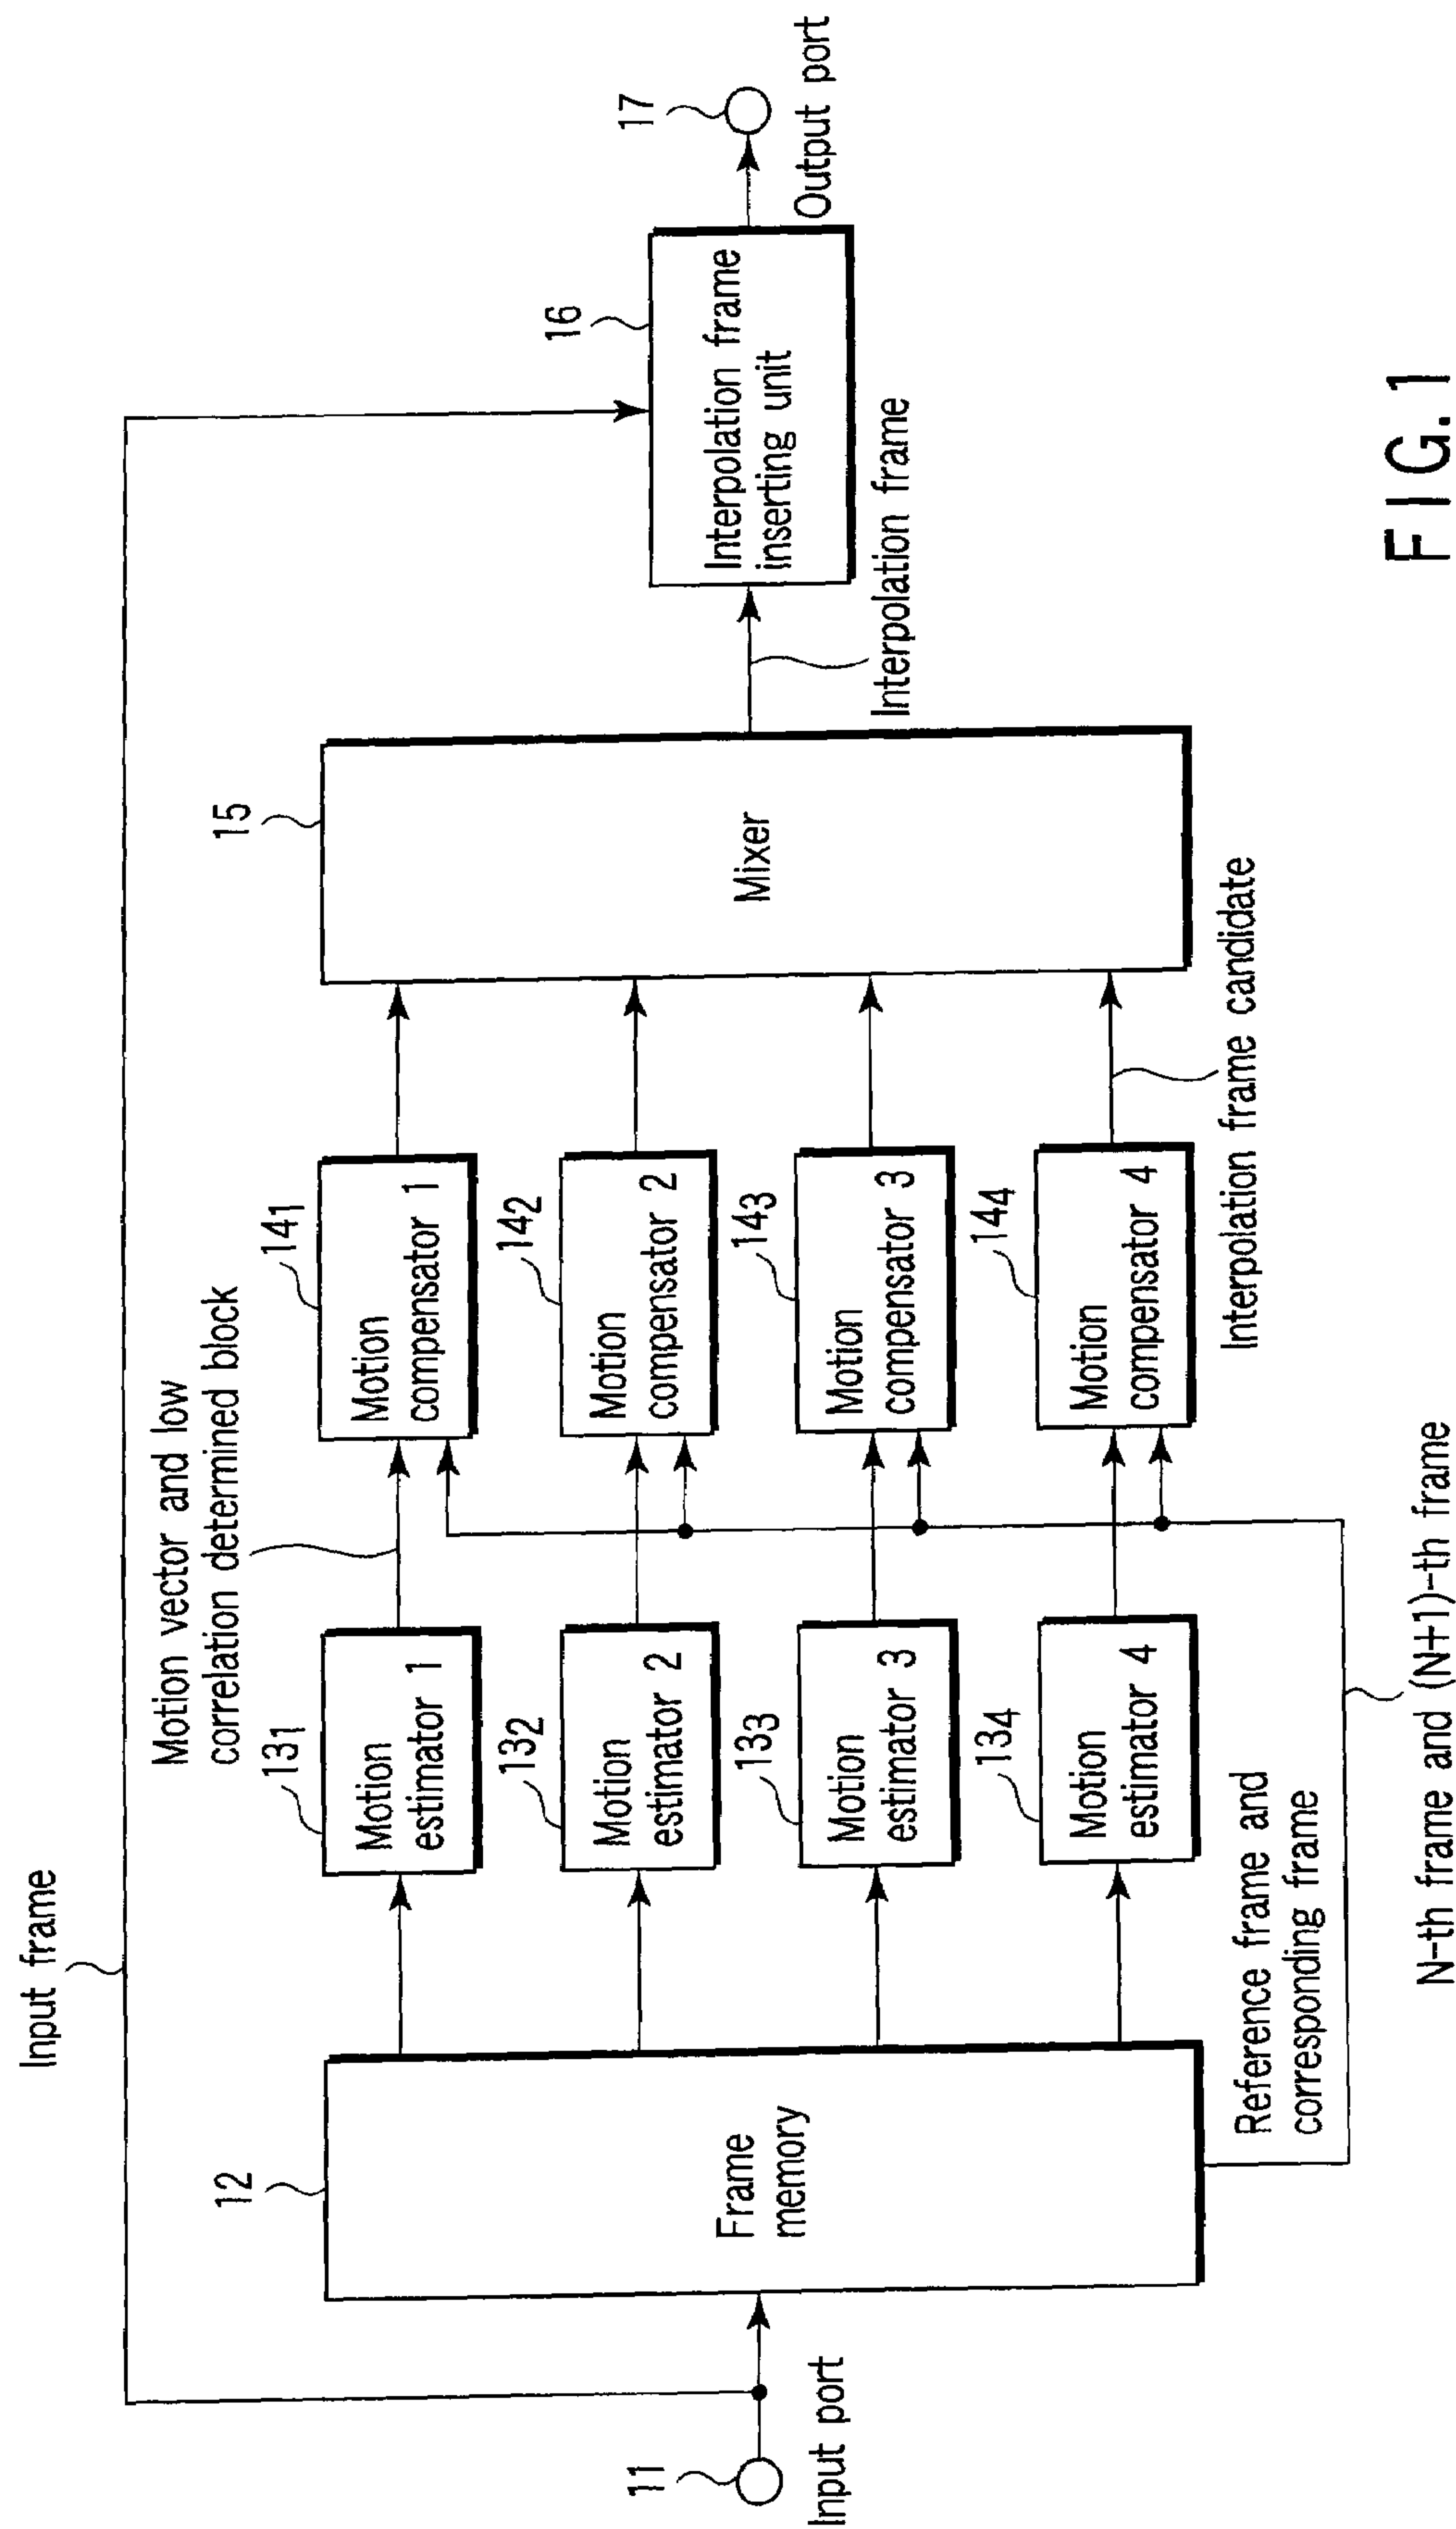 Input frame
Motion vector and low
correlation determined block
11
Input port
12
Frame
memory
13₁
Motion
estimator 1
13₂
Motion
estimator 2
13₃
Motion
estimator 3
13₄
Motion
estimator 4
14₁
Motion
compensator 1
14₂
Motion
compensator 2
14₃
Motion
compensator 3
14₄
Motion
compensator 4
Reference frame and
corresponding frame
N-th frame and (N+1)-th frame
Interpolation frame candidate
15
Mixer
Interpolation frame
16
Interpolation frame
inserting unit
17
Output port
FIG. 1